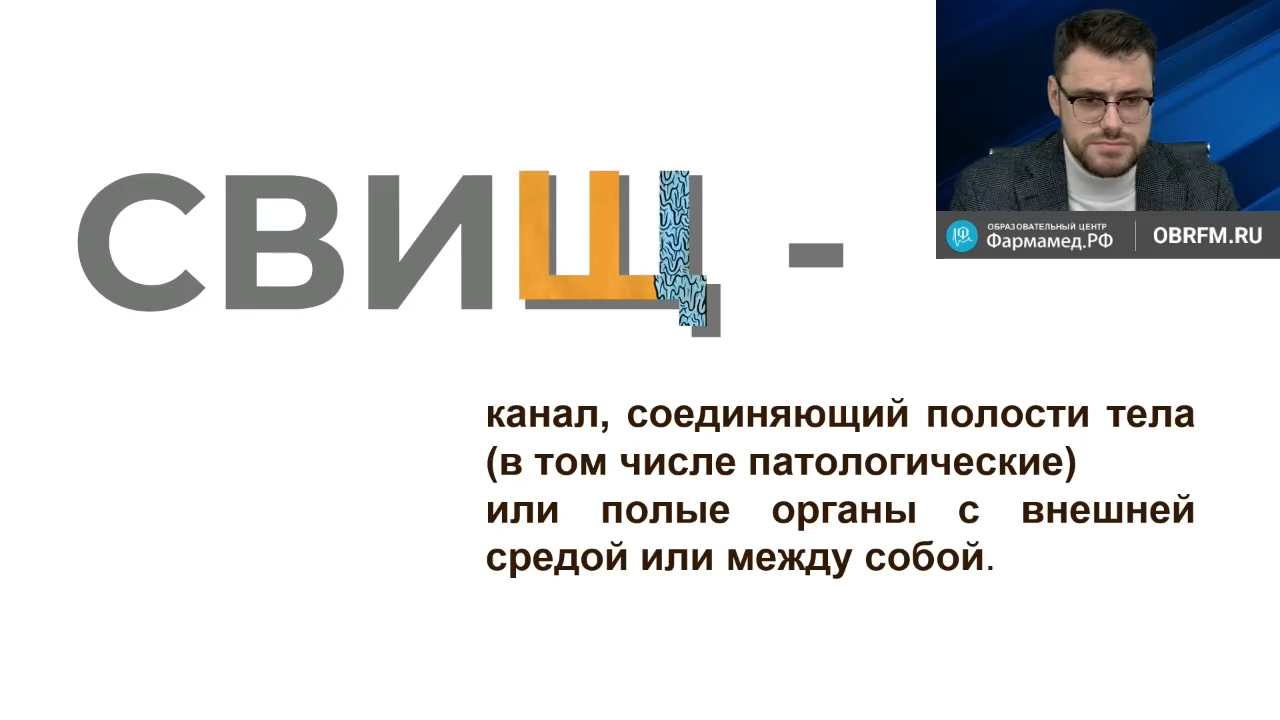 СВИЩ -
ОБРАЗОВАТЕЛЬНЫЙ ЦЕНТР
Фармамед.РФ
OBRFM.RU
канал, соединяющий полости тела
(в том числе патологические)
или полые органы с внешней
средой или между собой.